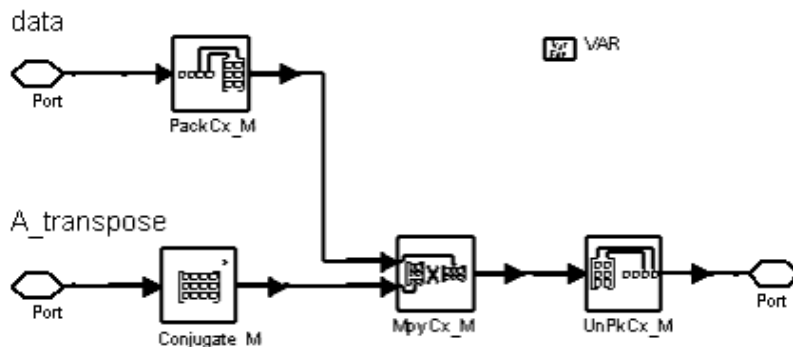 data
VAR
Port
PackCx_M
A_transpose
Port
Conjugate_M
MpyCx_M
UnPkCx_M
Port